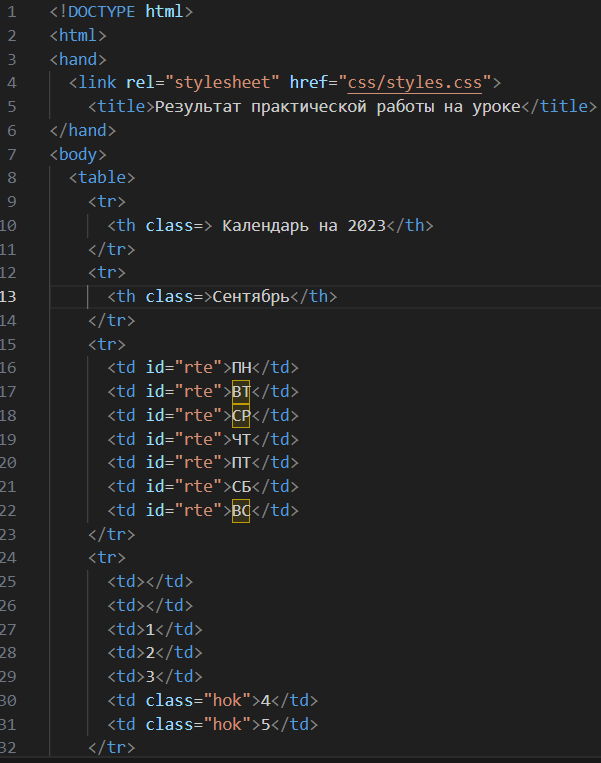 1 <!DOCTYPE html>
2 <html>
3 <hand>
4 <link rel="stylesheet" href="css/styles.css">
5 <title>Результат практической работы на уроке</title>
6 </hand>
7 <body>
8 <table>
9 <tr>
10 <th class=> Календарь на 2023</th>
11 </tr>
12 <tr>
13 <th class=>Сентябрь</th>
14 </tr>
15 <tr>
16 <td id="rte">ПН</td>
17 <td id="rte">ВТ</td>
18 <td id="rte">СР</td>
19 <td id="rte">ЧТ</td>
20 <td id="rte">ПТ</td>
21 <td id="rte">СБ</td>
22 <td id="rte">ВС</td>
23 </tr>
24 <tr>
25 <td></td>
26 <td></td>
27 <td>1</td>
28 <td>2</td>
29 <td>3</td>
30 <td class="hok">4</td>
31 <td class="hok">5</td>
32 </tr>